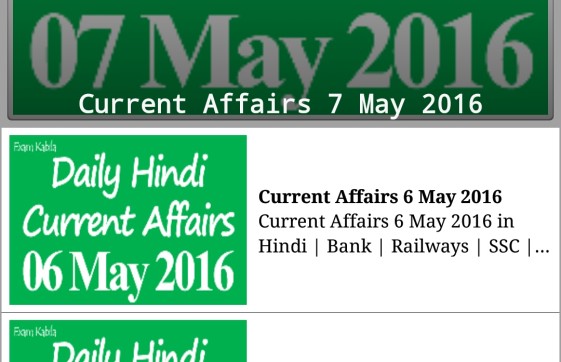 07 May 2016
Current Affairs 7 May 2016
Exam Kabila
Daily Hindi
Current Affairs
06 May 2016
Current Affairs 6 May 2016
Current Affairs 6 May 2016 in
Hindi | Bank | Railways | SSC |...
Exam Kabila
Daily Hindi